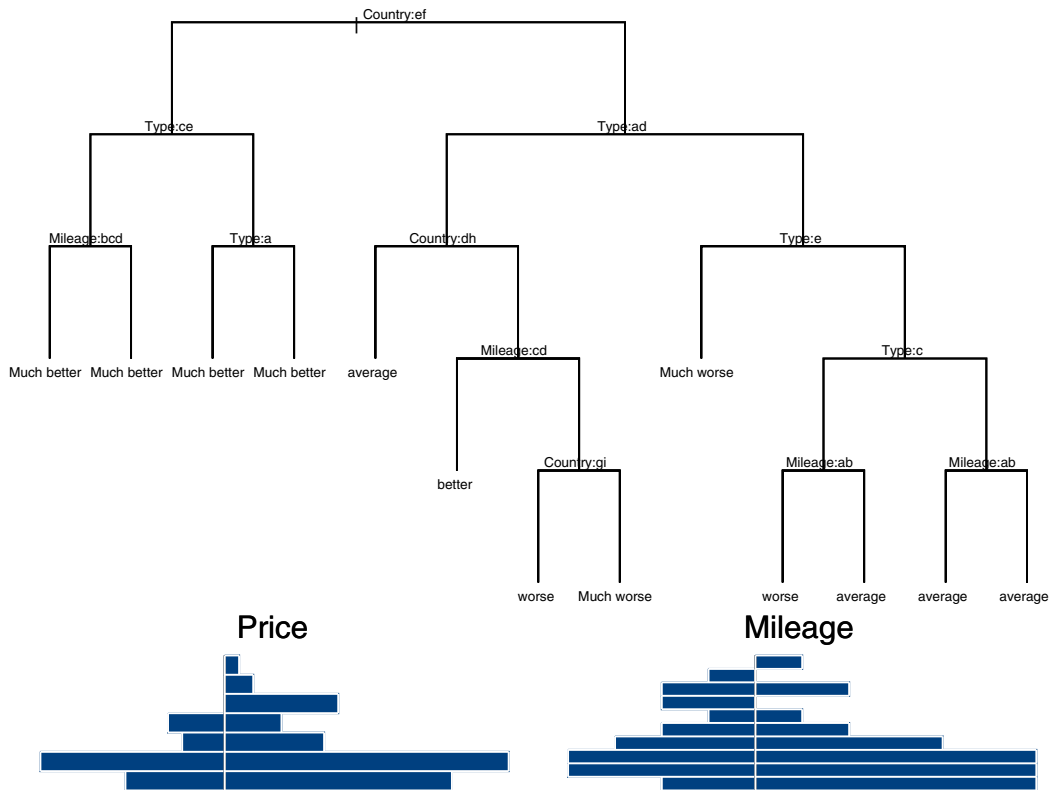 Country:ef
Type:ce
Type:ad
Mileage:bcd
Type:a
Country:dh
Type:e
Much better
Much better
Much better
Much better
average
Mileage:cd
Much worse
Type:c
better
Country:gi
Mileage:ab
Mileage:ab
worse
Much worse
worse
average
average
average
Price
Mileage